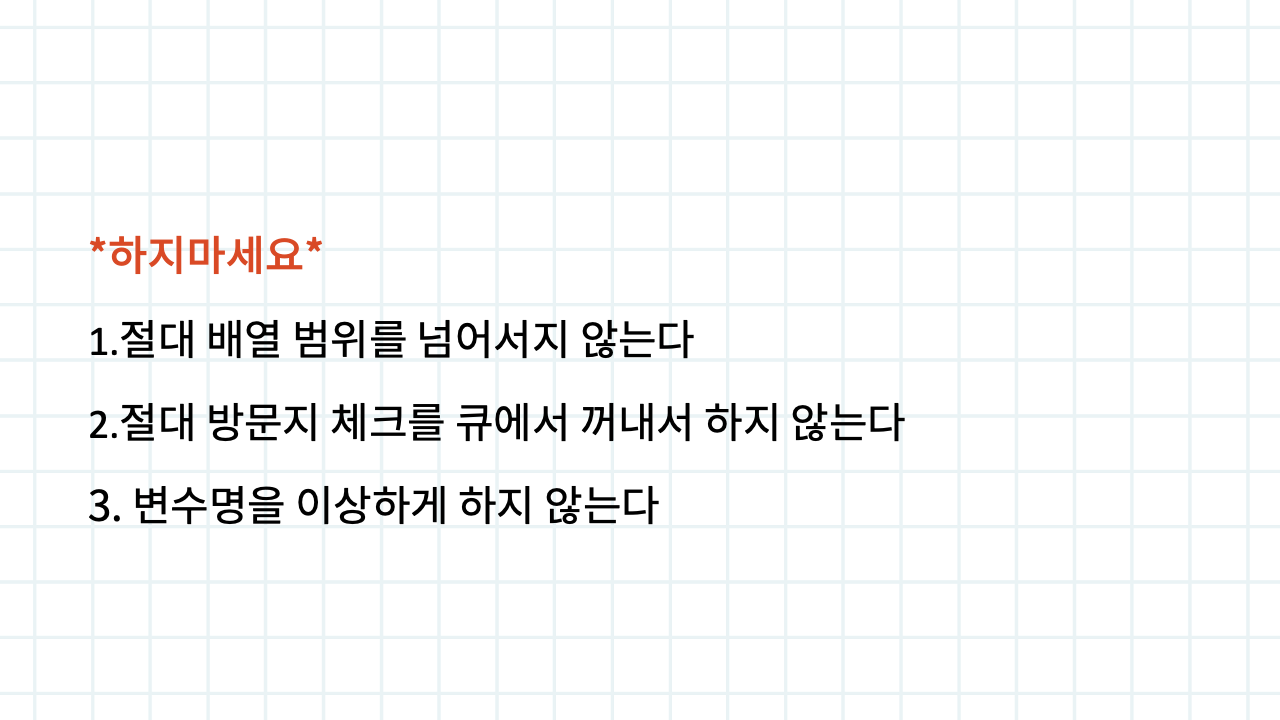 *하지마세요*
1.절대 배열 범위를 넘어서지 않는다
2.절대 방문지 체크를 큐에서 꺼내서 하지 않는다
3. 변수명을 이상하게 하지 않는다